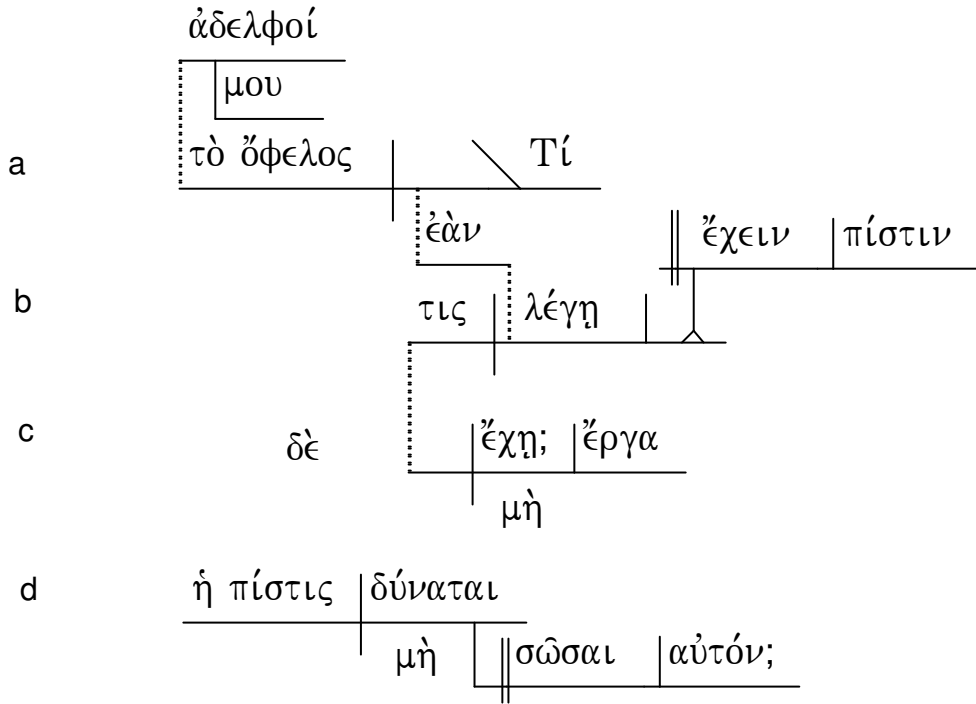 ἀδελφοί
μου
a τὸ ὄφελος Τί
ἐὰν ἔχειν πίστιν
b τις λέγῃ
c δὲ ἔχῃ; ἔργα
μὴ
d ἡ πίστις δύναται
μὴ σῶσαι αὐτόν;